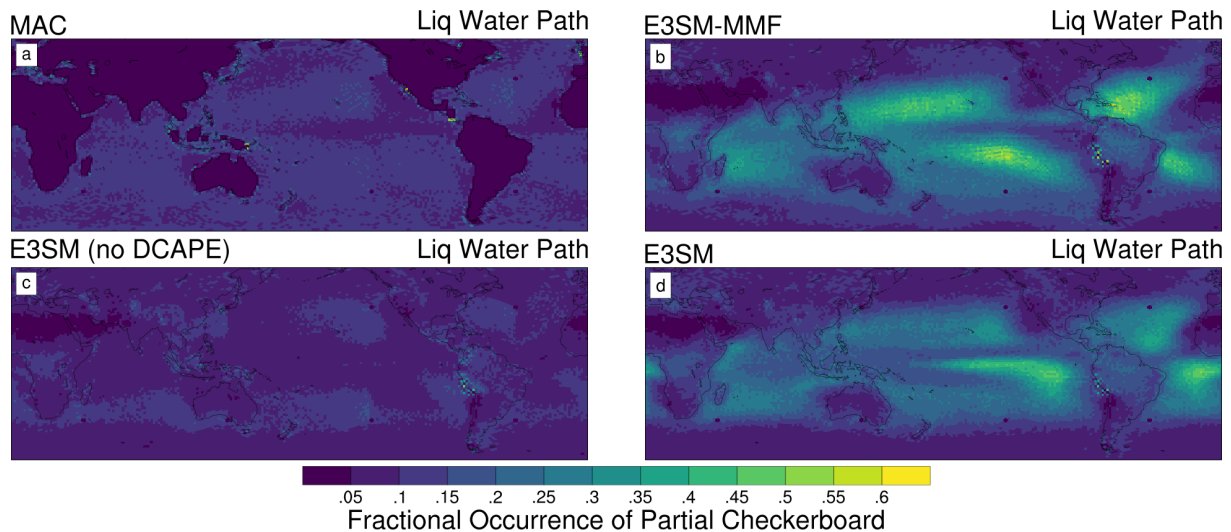 MAC Liq Water Path
a
E3SM-MMF Liq Water Path
b
E3SM (no DCAPE) Liq Water Path
c
E3SM Liq Water Path
d
.05 .1 .15 .2 .25 .3 .35 .4 .45 .5 .55 .6
Fractional Occurrence of Partial Checkerboard